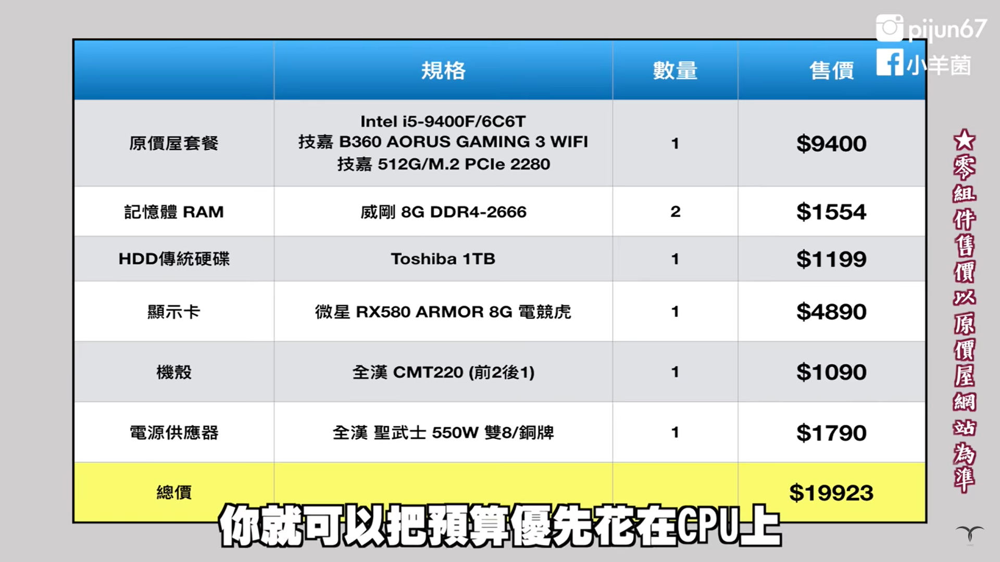 pijun67
小羊菌
規格 數量 售價
原價屋套餐
Intel i5-9400F/6C6T
技嘉 B360 AORUS GAMING 3 WIFI
技嘉 512G/M.2 PCIe 2280
1 $9400
記憶體 RAM 威剛 8G DDR4-2666 2 $1554
HDD傳統硬碟 Toshiba 1TB 1 $1199
顯示卡 微星 RX580 ARMOR 8G 電競虎 1 $4890
機殼 全漢 CMT220 (前2後1) 1 $1090
電源供應器 全漢 聖武士 550W 雙8/銅牌 1 $1790
總價 $19923
★零組件售價以原價屋網站為準
你就可以把預算優先花在CPU上